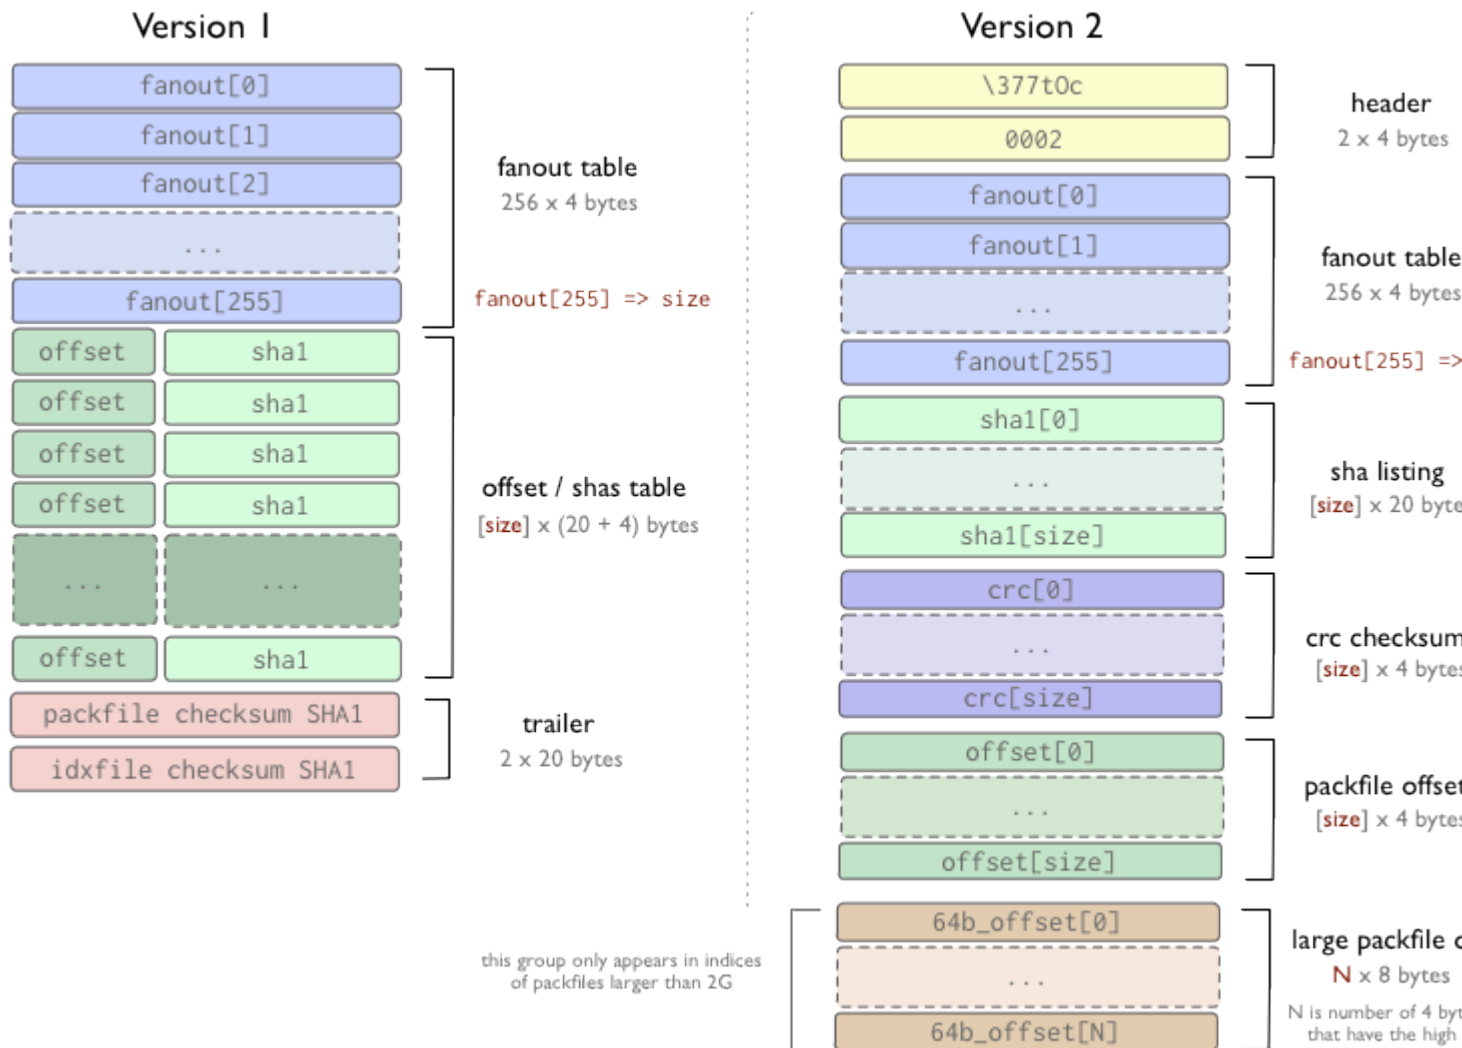 Version 1
fanout[0]
fanout[1]
fanout[2]
...
fanout[255]
fanout table
256 x 4 bytes
fanout[255] => size
offset sha1
offset sha1
offset sha1
offset sha1
... ...
offset sha1
offset / shas table
[size] x (20 + 4) bytes
packfile checksum SHA1
idxfile checksum SHA1
trailer
2 x 20 bytes
Version 2
\377tOc
0002
header
2 x 4 bytes
fanout[0]
fanout[1]
...
fanout[255]
fanout table
256 x 4 bytes
fanout[255] =>
sha1[0]
...
sha1[size]
sha listing
[size] x 20 byte
crc[0]
...
crc[size]
crc checksum
[size] x 4 bytes
offset[0]
...
offset[size]
packfile offset
[size] x 4 bytes
this group only appears in indices
of packfiles larger than 2G
64b_offset[0]
...
64b_offset[N]
large packfile
N x 8 bytes
N is number of 4 byt
that have the high